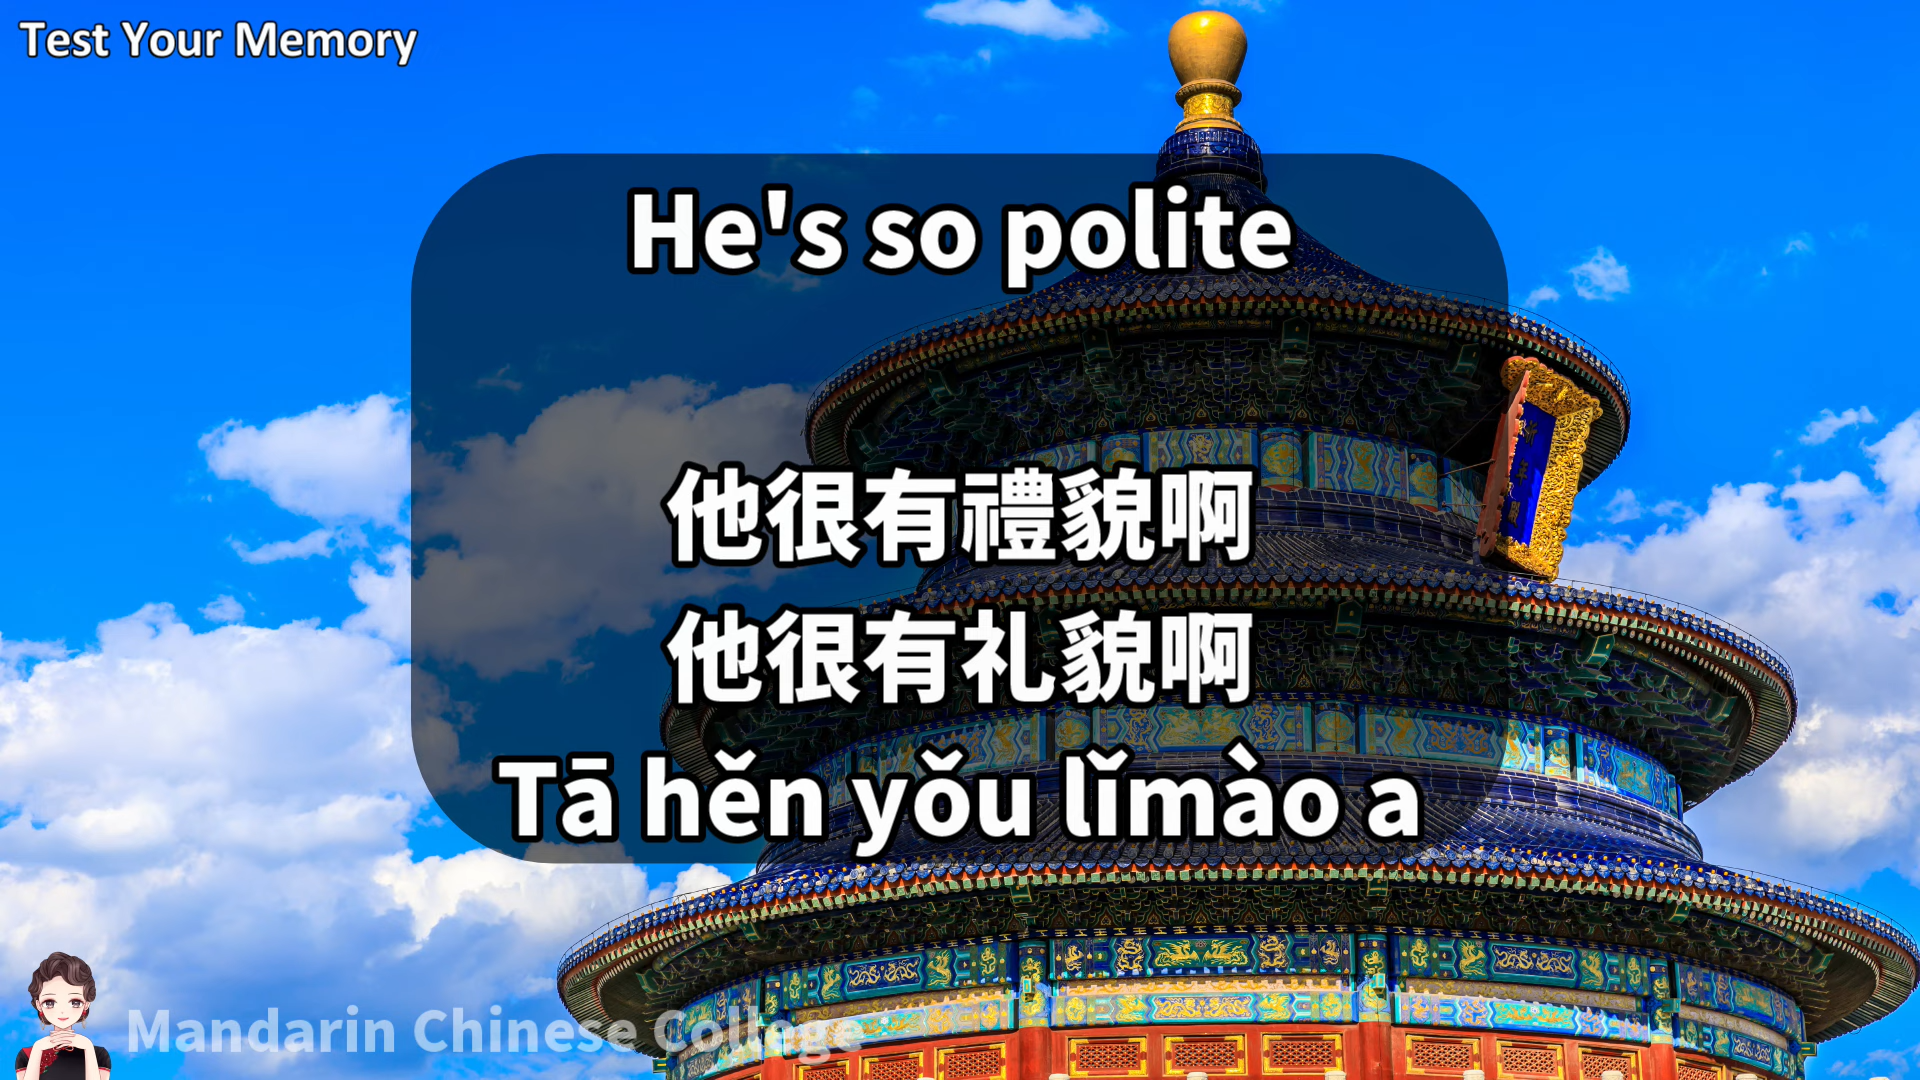 Test Your Memory
He's so polite
他很有禮貌啊
他很有礼貌啊
Tā hěn yǒu lǐmào a
Mandarin Chinese College